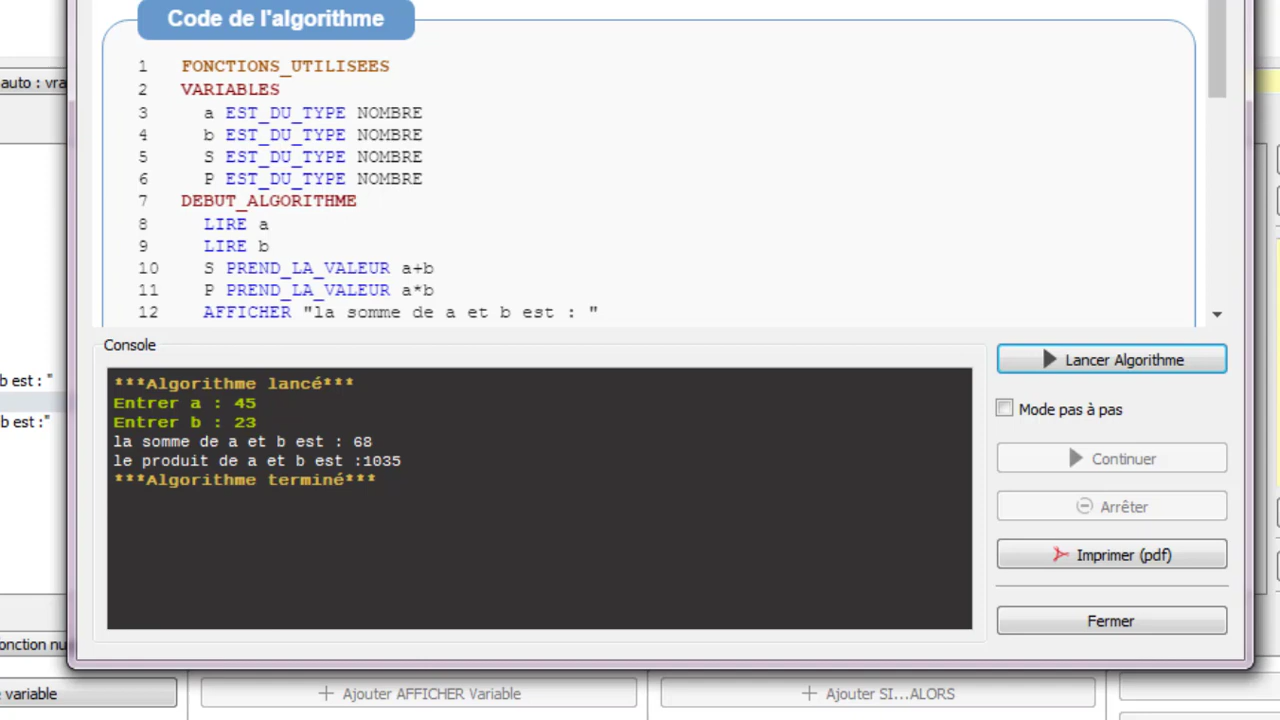 Code de l'algorithme
auto : vra
1 FONCTIONS_UTILISEES
2 VARIABLES
3 a EST_DU_TYPE NOMBRE
4 b EST_DU_TYPE NOMBRE
5 S EST_DU_TYPE NOMBRE
6 P EST_DU_TYPE NOMBRE
7 DEBUT_ALGORITHME
8 LIRE a
9 LIRE b
10 S PREND_LA_VALEUR a+b
11 P PREND_LA_VALEUR a*b
12 AFFICHER "la somme de a et b est : "
Console
Lancer Algorithme
b est : "
***Algorithme lancé***
Entrer a : 45
Mode pas à pas
b est :"
Entrer b : 23
la somme de a et b est : 68
le produit de a et b est :1035
Continuer
***Algorithme terminé***
Arrêter
Imprimer (pdf)
Fermer
onction nu
variable
Ajouter AFFICHER Variable
Ajouter SI...ALORS